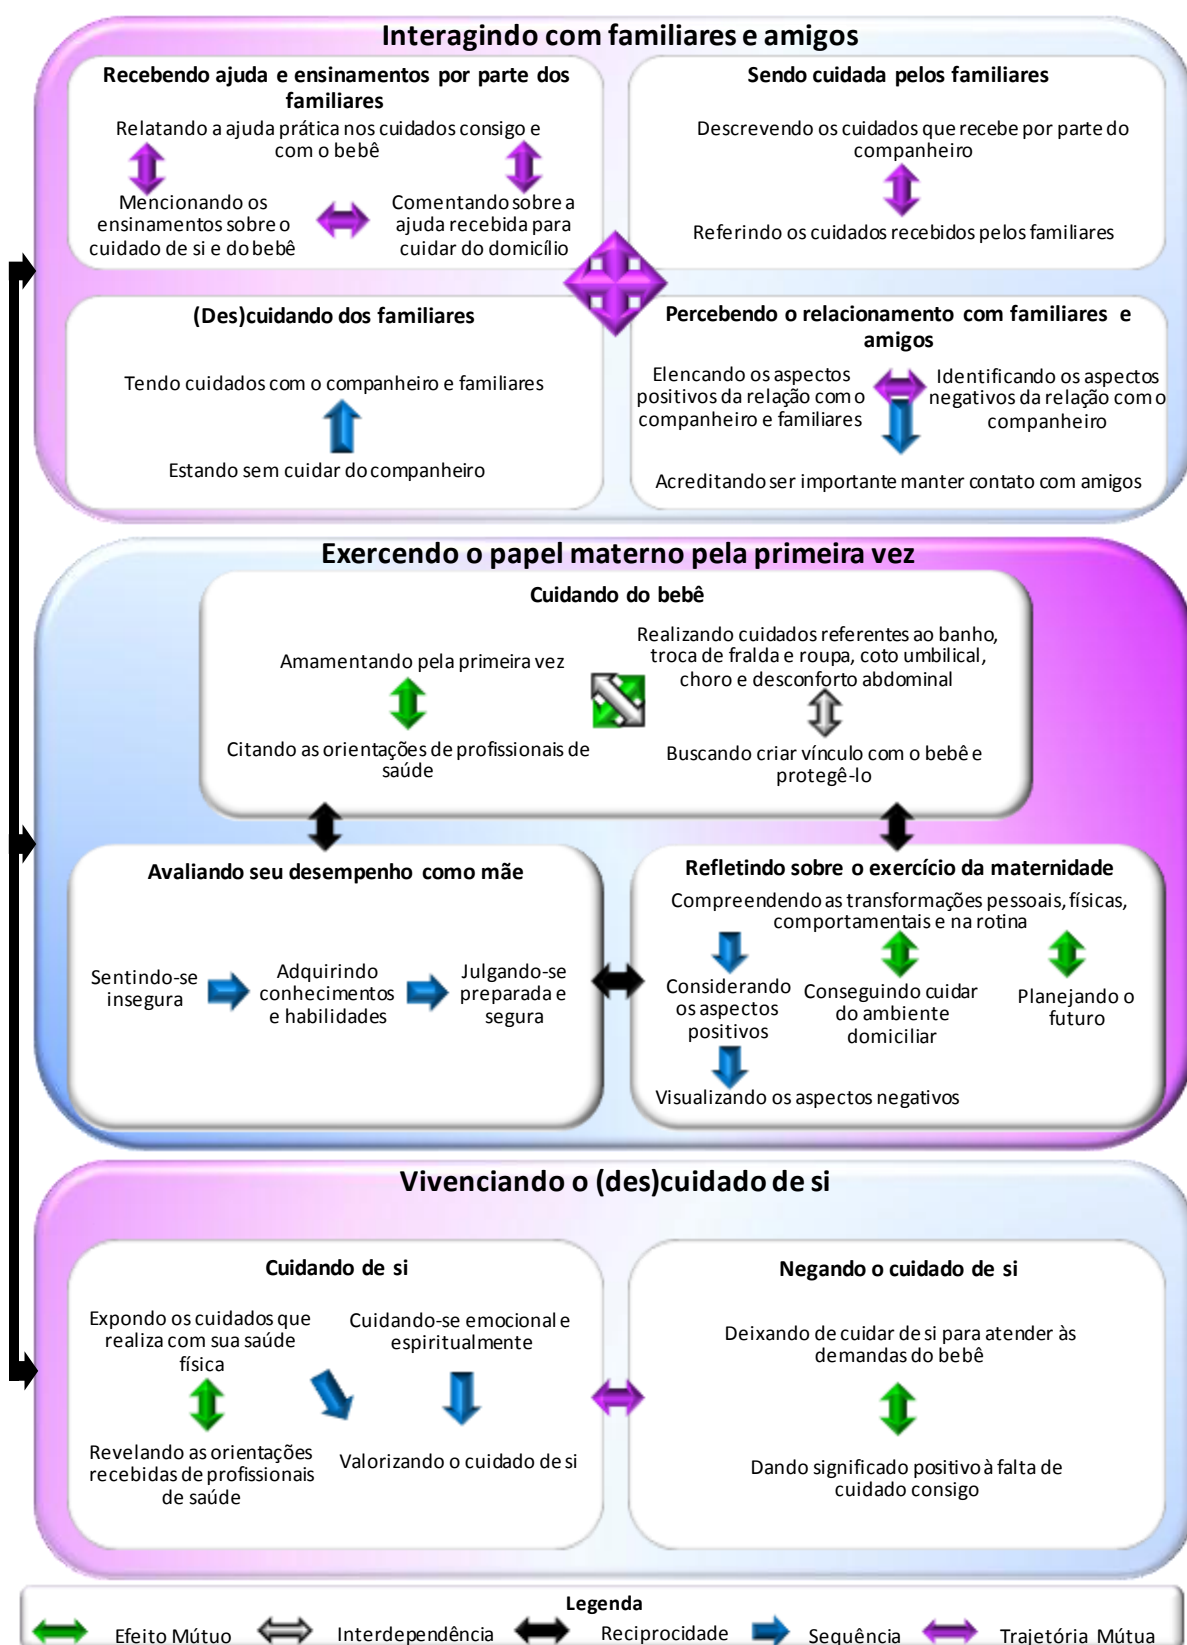 Interagindo com familiares e amigos
Recebendo ajuda e ensinamentos por parte dos
familiares
Relatando a ajuda prática nos cuidados consigo e
com o bebê
Mencionando os
ensinamentos sobre o
cuidado de si e do bebê
Comentando sobre a
ajuda recebida para
cuidar do domicílio
Sendo cuidada pelos familiares
Descrevendo os cuidados que recebe por parte do
companheiro
Referindo os cuidados recebidos pelos familiares
(Des)cuidando dos familiares
Tendo cuidados com o companheiro e familiares
Estando sem cuidar do companheiro
Percebendo o relacionamento com familiares e
amigos
Elencando os aspectos
positivos da relação com o
companheiro e familiares
Identificando os aspectos
negativos da relação com o
companheiro
Acreditando ser importante manter contato com amigos
Exercendo o papel materno pela primeira vez
Cuidando do bebê
Amamentando pela primeira vez
Citando as orientações de profissionais de
saúde
Realizando cuidados referentes ao banho,
troca de fralda e roupa, coto umbilical,
choro e desconforto abdominal
Buscando criar vínculo com o bebê e
protegê-lo
Avaliando seu desempenho como mãe
Sentindo-se
insegura
Adquirindo
conhecimentos
e habilidades
Julgando-se
preparada e
segura
Refletindo sobre o exercício da maternidade
Compreendendo as transformações pessoais, físicas,
comportamentais e na rotina
Considerando
os aspectos
positivos
Conseguindo cuidar
do ambiente
domiciliar
Planejando o
futuro
Visualizando os aspectos negativos
Vivenciando o (des)cuidado de si
Cuidando de si
Expondo os cuidados que
realiza com sua saúde
física
Cuidando-se emocional e
espiritualmente
Revelando as orientações
recebidas de profissionais
de saúde
Valorizando o cuidado de si
Negando o cuidado de si
Deixando de cuidar de si para atender às
demandas do bebê
Dando significado positivo à falta de
cuidado consigo
Legenda
Efeito Mútuo Interdependência Reciprocidade Sequência Trajetória Mútua